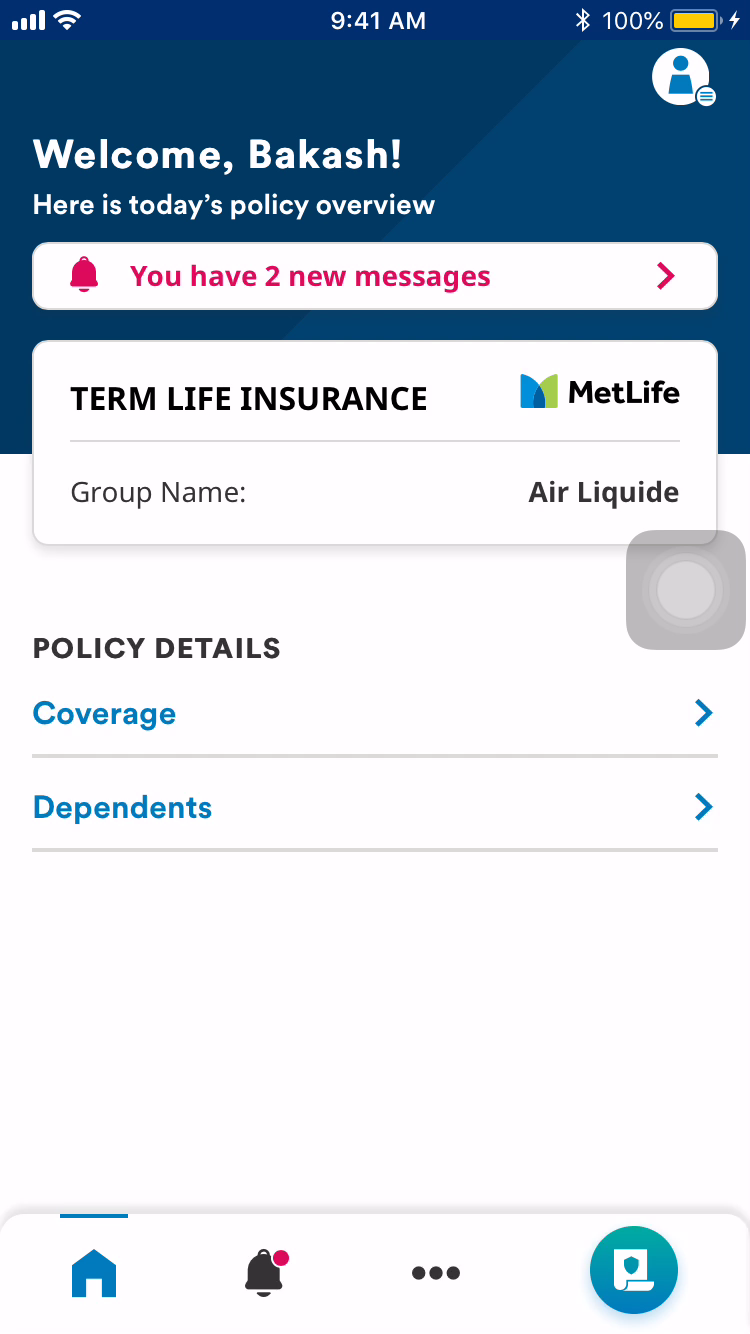 9:41 AM
100%
Welcome, Bakash!
Here is today’s policy overview
You have 2 new messages
TERM LIFE INSURANCE
MetLife
Group Name:
Air Liquide
POLICY DETAILS
Coverage
Dependents